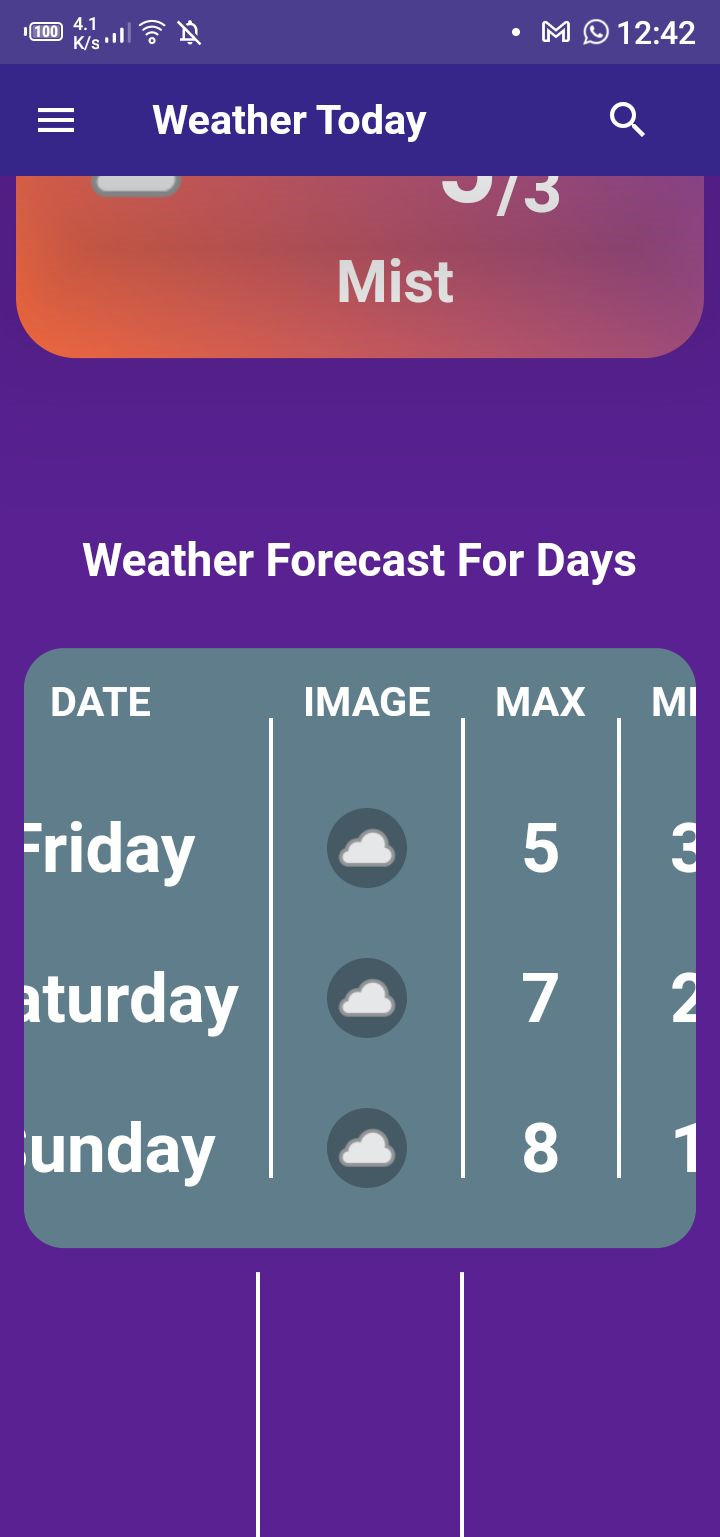 100 4.1 K/s 12:42
Weather Today
/3
Mist
Weather Forecast For Days
DATE IMAGE MAX MI
Friday 5 3
aturday 7 2
unday 8 1